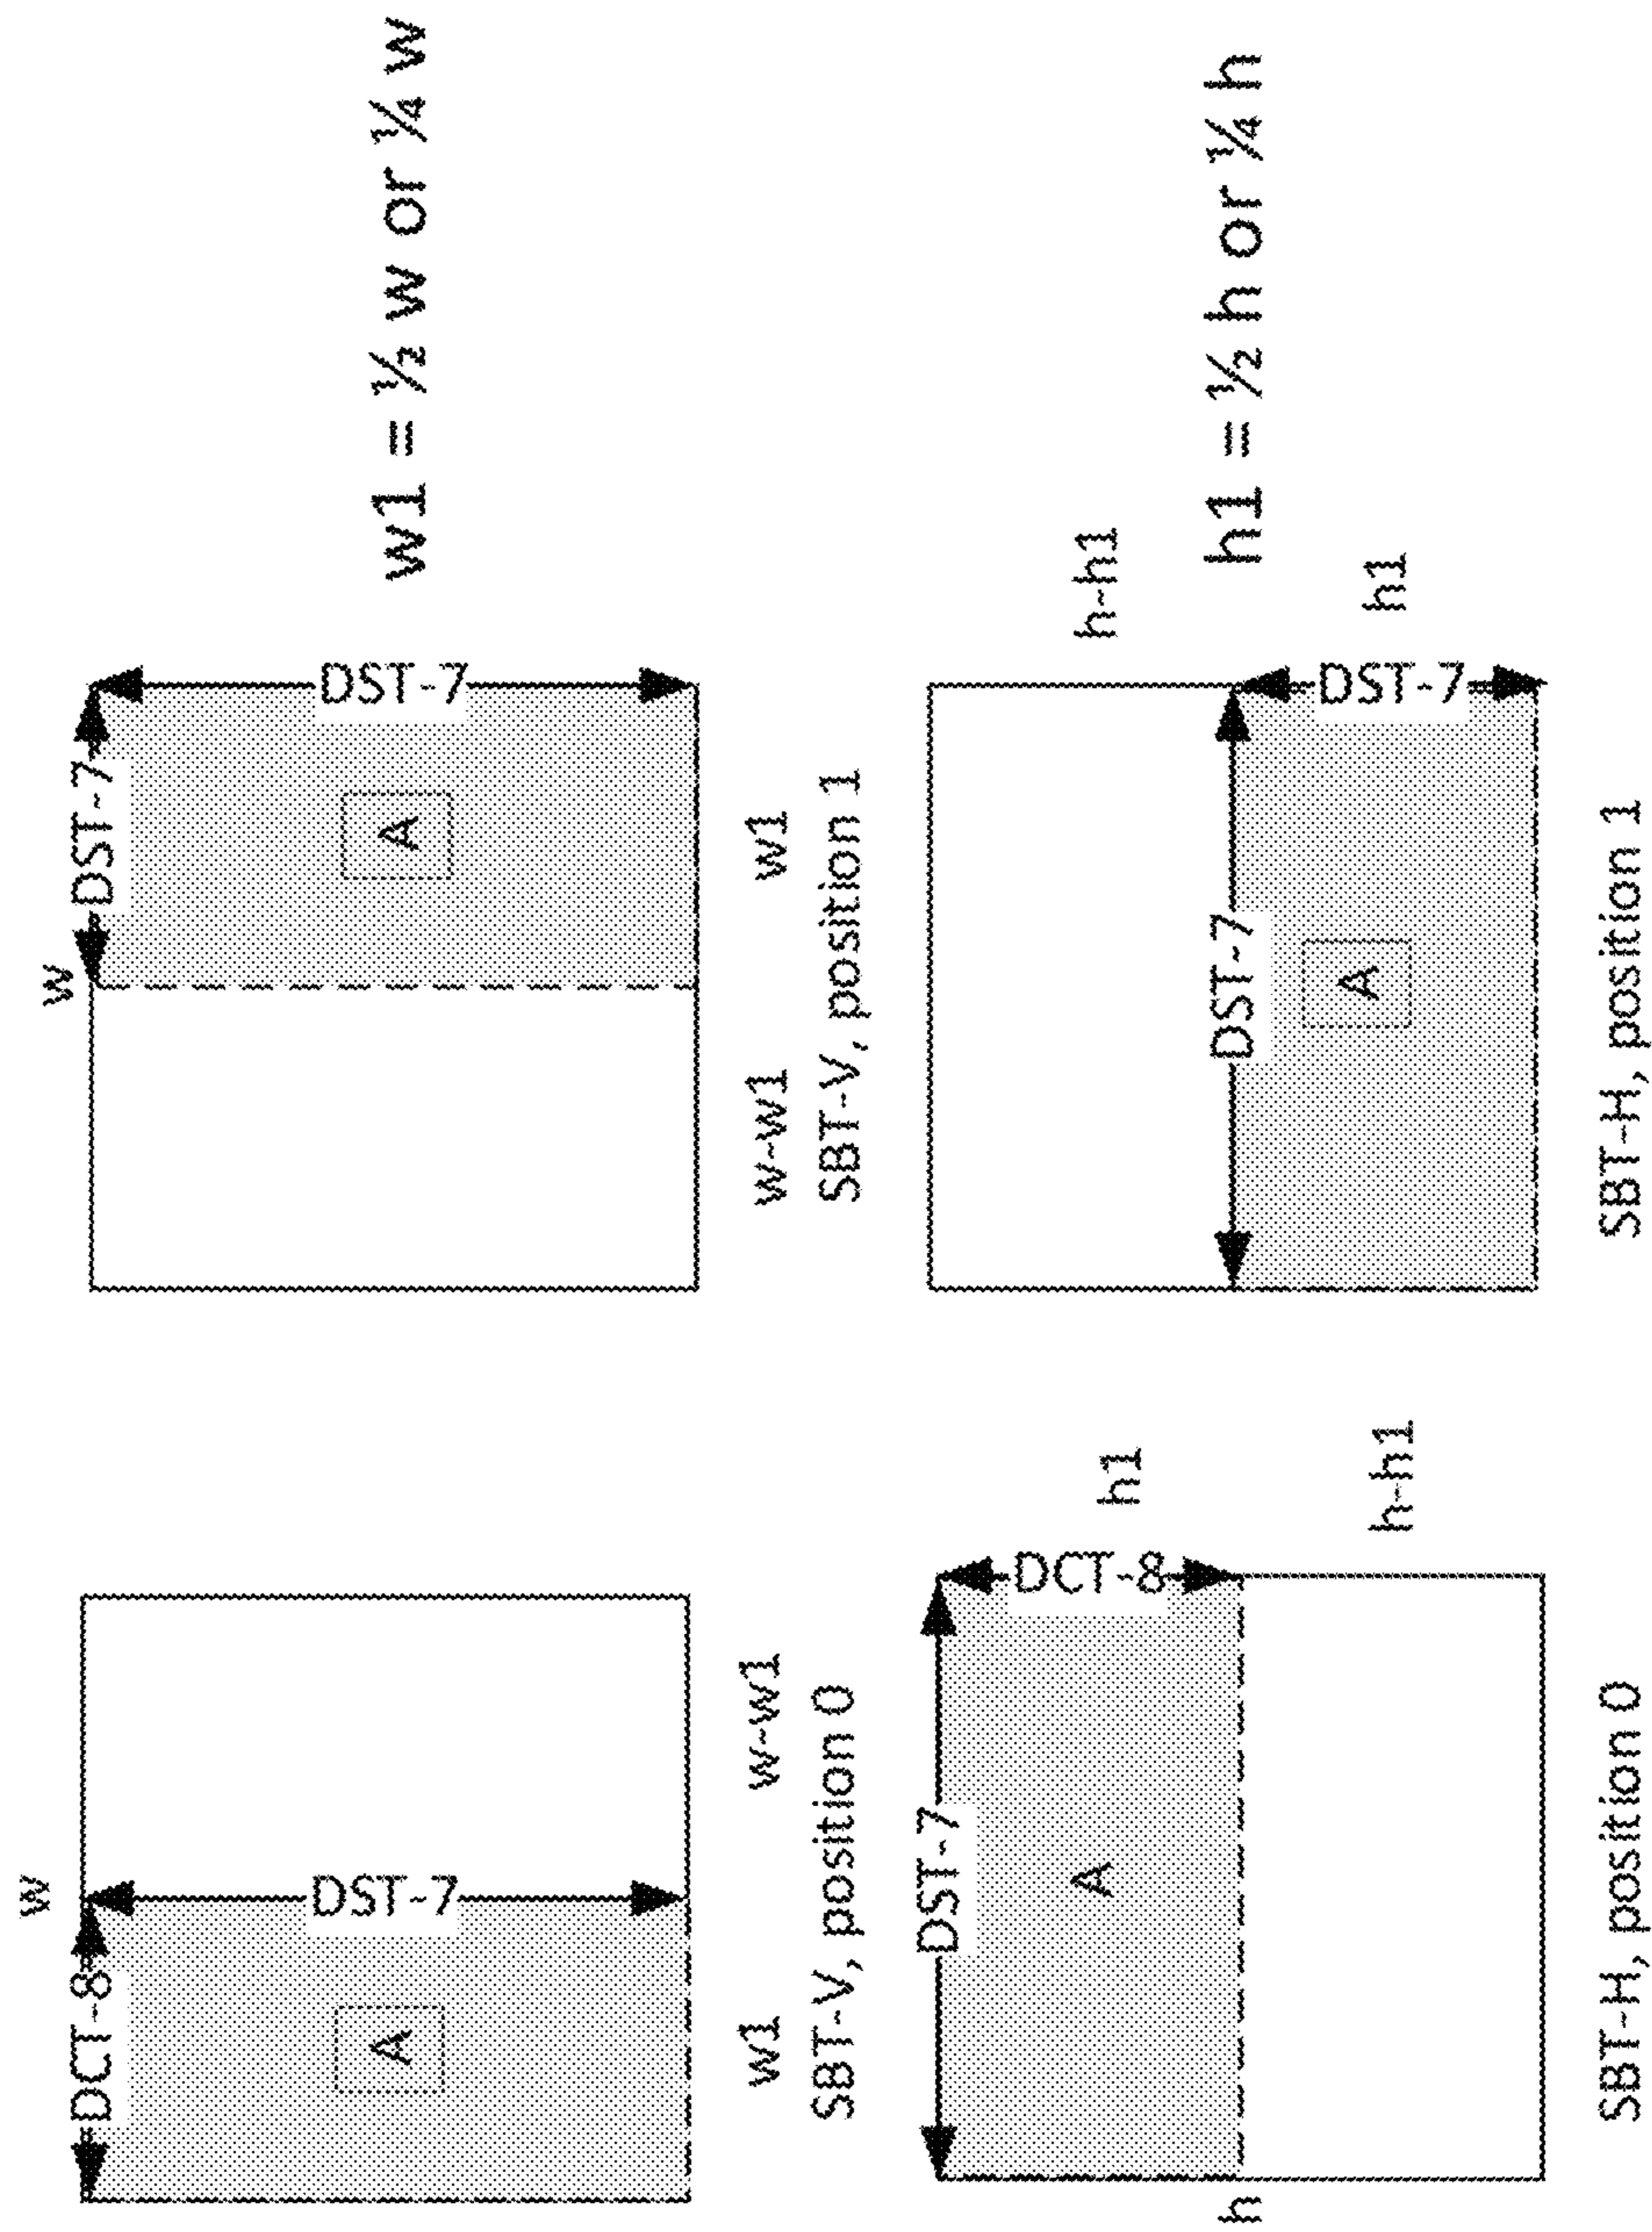 w
DCT-8
DST-7
A
w1
w-w1
SBT-V, position 0
w
DST-7
DST-7
A
w-w1
w1
SBT-V, position 1
w1 = ½ w or ¼ w
h
DST-7
DCT-8
A
h1
h-h1
SBT-H, position 0
DST-7
DST-7
A
h-h1
h1
SBT-H, position 1
h1 = ½ h or ¼ h